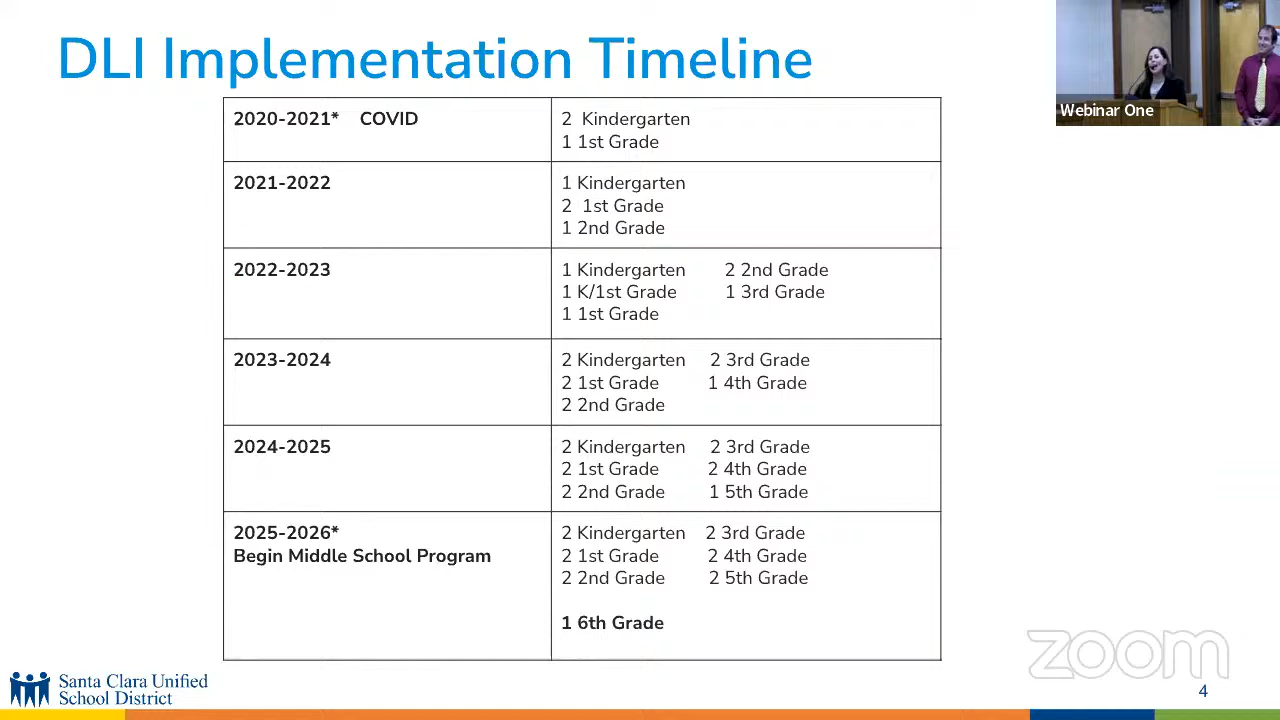 DLI Implementation Timeline
Webinar One
2020-2021* COVID
2 Kindergarten
1 1st Grade
2021-2022
1 Kindergarten
2 1st Grade
1 2nd Grade
2022-2023
1 Kindergarten 2 2nd Grade
1 K/1st Grade 1 3rd Grade
1 1st Grade
2023-2024
2 Kindergarten 2 3rd Grade
2 1st Grade 1 4th Grade
2 2nd Grade
2024-2025
2 Kindergarten 2 3rd Grade
2 1st Grade 2 4th Grade
2 2nd Grade 1 5th Grade
2025-2026*
Begin Middle School Program
2 Kindergarten 2 3rd Grade
2 1st Grade 2 4th Grade
2 2nd Grade 2 5th Grade
1 6th Grade
zoom
Santa Clara Unified
School District
4